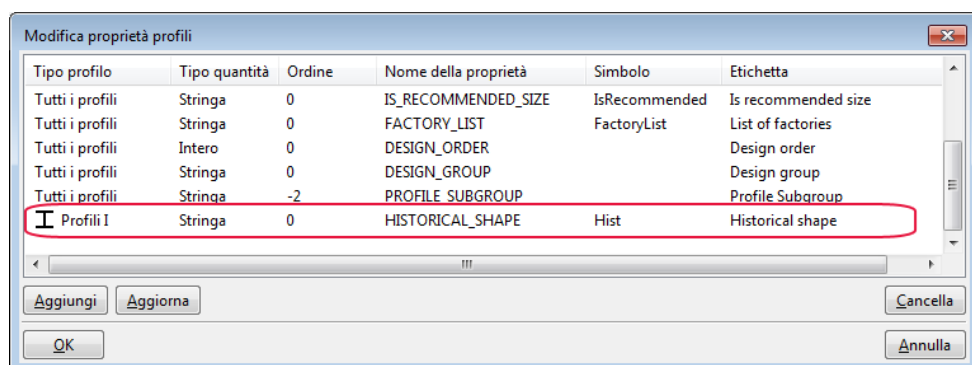 Modifica proprietà profili
Tipo profilo Tipo quantità Ordine Nome della proprietà Simbolo Etichetta
Tutti i profili Stringa 0 IS_RECOMMENDED_SIZE IsRecommended Is recommended size
Tutti i profili Stringa 0 FACTORY_LIST FactoryList List of factories
Tutti i profili Intero 0 DESIGN_ORDER Design order
Tutti i profili Stringa 0 DESIGN_GROUP Design group
Tutti i profili Stringa -2 PROFILE_SUBGROUP Profile Subgroup
Profili I Stringa 0 HISTORICAL_SHAPE Hist Historical shape
Aggiungi Aggiorna Cancella
OK Annulla